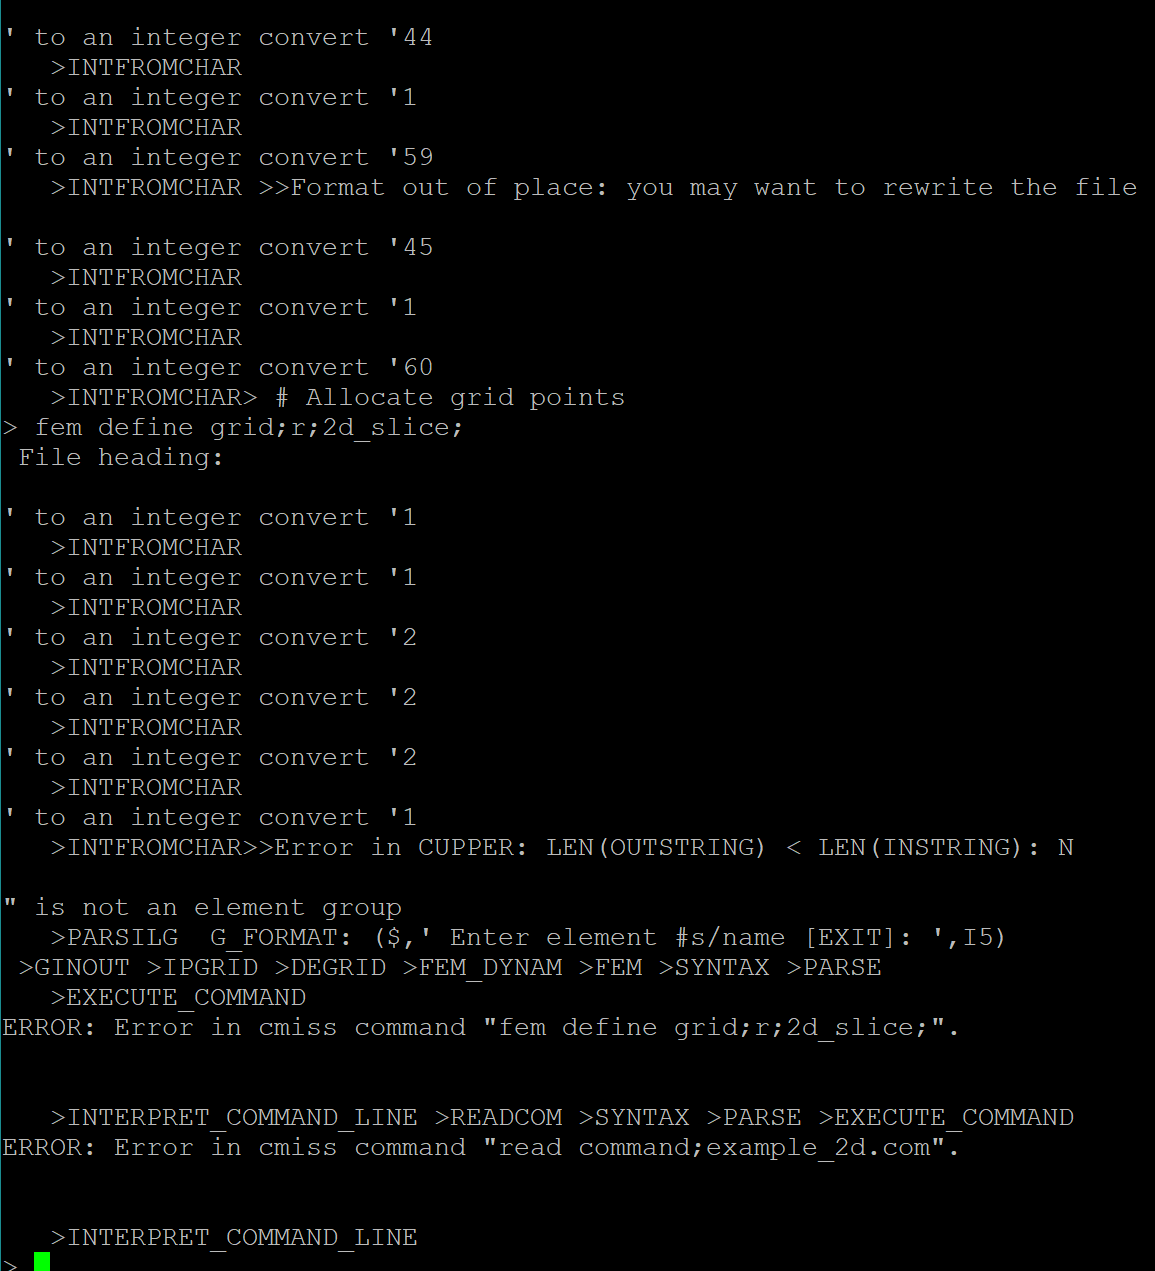 ' to an integer convert '44
>INTFROMCHAR
' to an integer convert '1
>INTFROMCHAR
' to an integer convert '59
>INTFROMCHAR >>Format out of place: you may want to rewrite the file
' to an integer convert '45
>INTFROMCHAR
' to an integer convert '1
>INTFROMCHAR
' to an integer convert '60
>INTFROMCHAR> # Allocate grid points
> fem define grid;r;2d_slice;
File heading:
' to an integer convert '1
>INTFROMCHAR
' to an integer convert '1
>INTFROMCHAR
' to an integer convert '2
>INTFROMCHAR
' to an integer convert '2
>INTFROMCHAR
' to an integer convert '2
>INTFROMCHAR
' to an integer convert '1
>INTFROMCHAR>>Error in CUPPER: LEN(OUTSTRING) < LEN(INSTRING): N
" is not an element group
>PARSILG  G_FORMAT: ($,' Enter element #s/name [EXIT]: ',I5)
>GINOUT >IPGRID >DEGRID >FEM_DYNAM >FEM >SYNTAX >PARSE
>EXECUTE_COMMAND
ERROR: Error in cmiss command "fem define grid;r;2d_slice;".
>INTERPRET_COMMAND_LINE >READCOM >SYNTAX >PARSE >EXECUTE_COMMAND
ERROR: Error in cmiss command "read command;example_2d.com".
>INTERPRET_COMMAND_LINE
>